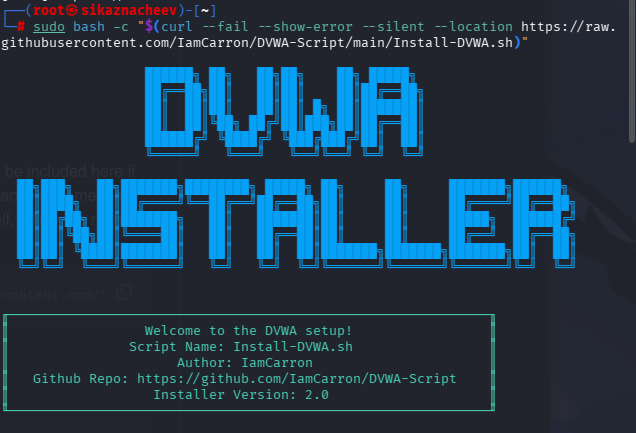 ┌──(root㉿sikaznacheev)-[~]
└─# sudo bash -c "$(curl --fail --show-error --silent --location https://raw.
githubusercontent.com/IamCarron/DVWA-Script/main/Install-DVWA.sh)"
DVWA
INSTALLER
be included here if
content.com/:
Welcome to the DVWA setup!
Script Name: Install-DVWA.sh
Author: IamCarron
Github Repo: https://github.com/IamCarron/DVWA-Script
Installer Version: 2.0